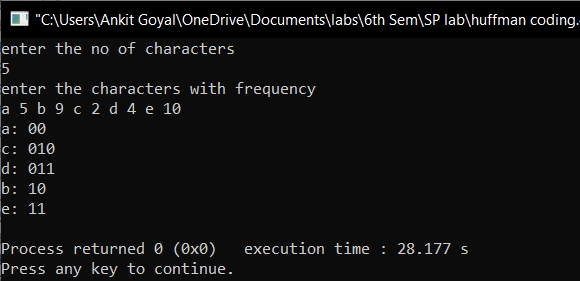 "C:\Users\Ankit Goyal\OneDrive\Documents\labs\6th Sem\SP lab\huffman coding.
enter the no of characters
5
enter the characters with frequency
a 5 b 9 c 2 d 4 e 10
a: 00
c: 010
d: 011
b: 10
e: 11
Process returned 0 (0x0)   execution time : 28.177 s
Press any key to continue.